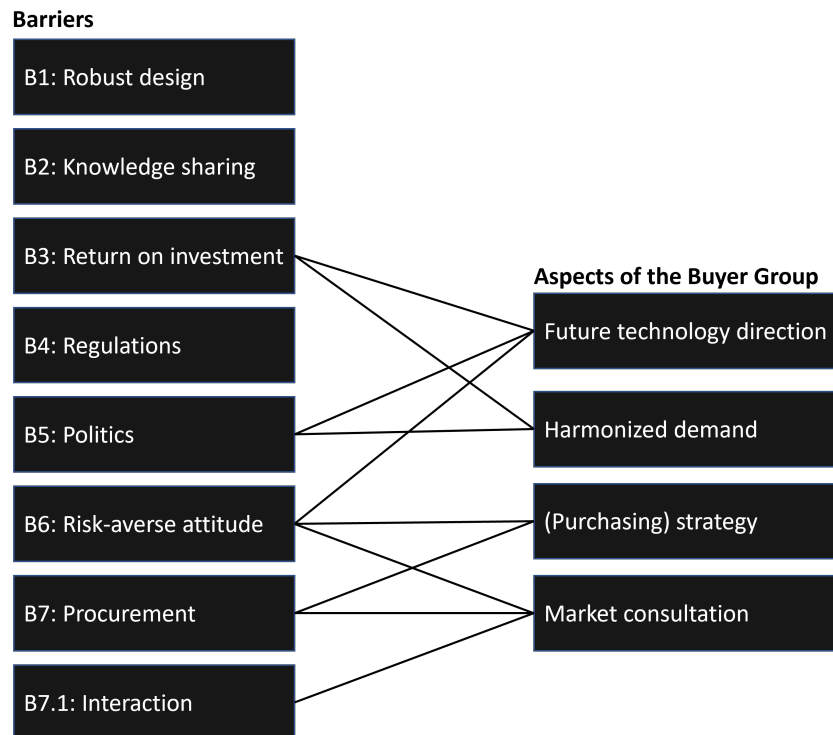 Barriers
B1: Robust design
B2: Knowledge sharing
B3: Return on investment
B4: Regulations
B5: Politics
B6: Risk-averse attitude
B7: Procurement
B7.1: Interaction
Aspects of the Buyer Group
Future technology direction
Harmonized demand
(Purchasing) strategy
Market consultation